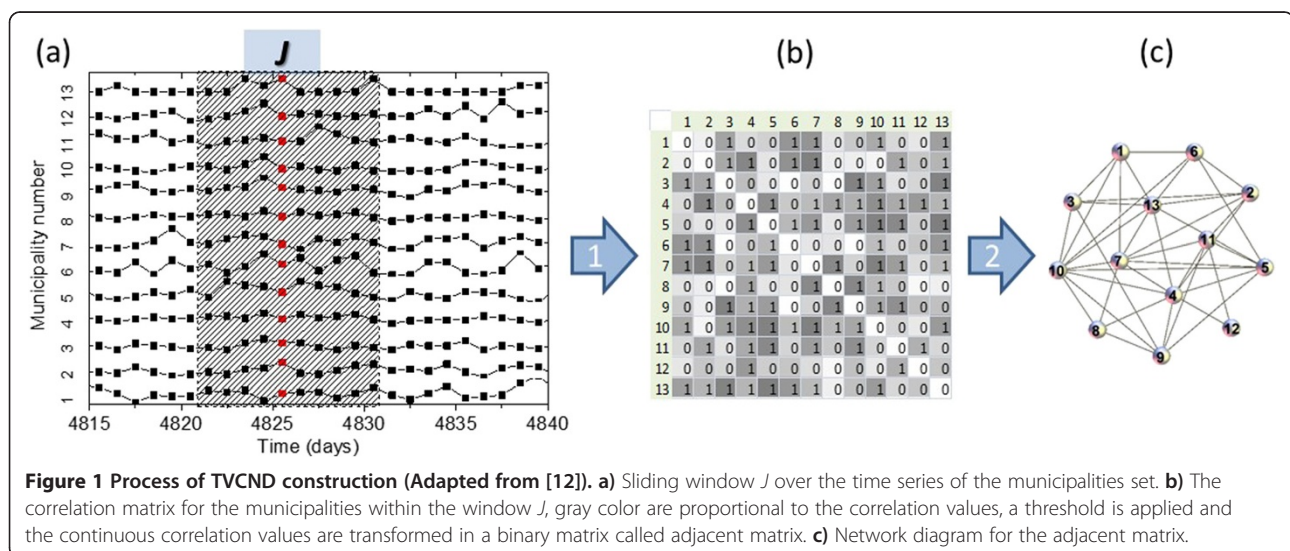 (a)
J
(b)
(c)
Municipality number
13
12
11
10
9
8
7
6
5
4
3
2
1
4815 4820 4825 4830 4835 4840
Time (days)
1
1 2 3 4 5 6 7 8 9 10 11 12 13
1 0 0 1 0 0 1 1 0 0 1 0 0 1
2 0 0 1 1 0 1 1 0 0 0 1 0 1
3 1 1 0 0 0 0 0 0 1 1 0 0 1
4 0 1 0 0 1 0 1 1 1 1 1 1 1
5 0 0 0 1 0 1 1 0 1 1 1 0 1
6 1 1 0 0 1 0 0 0 0 1 0 0 1
7 1 1 0 1 1 0 0 1 0 1 1 0 1
8 0 0 0 1 0 0 1 0 1 1 0 0 0
9 0 0 1 1 1 0 0 1 0 1 1 0 0
10 1 0 1 1 1 1 1 1 1 0 0 0 1
11 0 1 0 1 1 0 1 0 1 0 0 1 0
12 0 0 0 1 0 0 0 0 0 0 1 0 0
13 1 1 1 1 1 1 1 0 0 1 0 0 0
2
1 6
2
3 13
11
10 7 5
4
8 12
9
Figure 1 Process of TVCND construction (Adapted from [12]). a) Sliding window J over the time series of the municipalities set. b) The
correlation matrix for the municipalities within the window J, gray color are proportional to the correlation values, a threshold is applied and
the continuous correlation values are transformed in a binary matrix called adjacent matrix. c) Network diagram for the adjacent matrix.